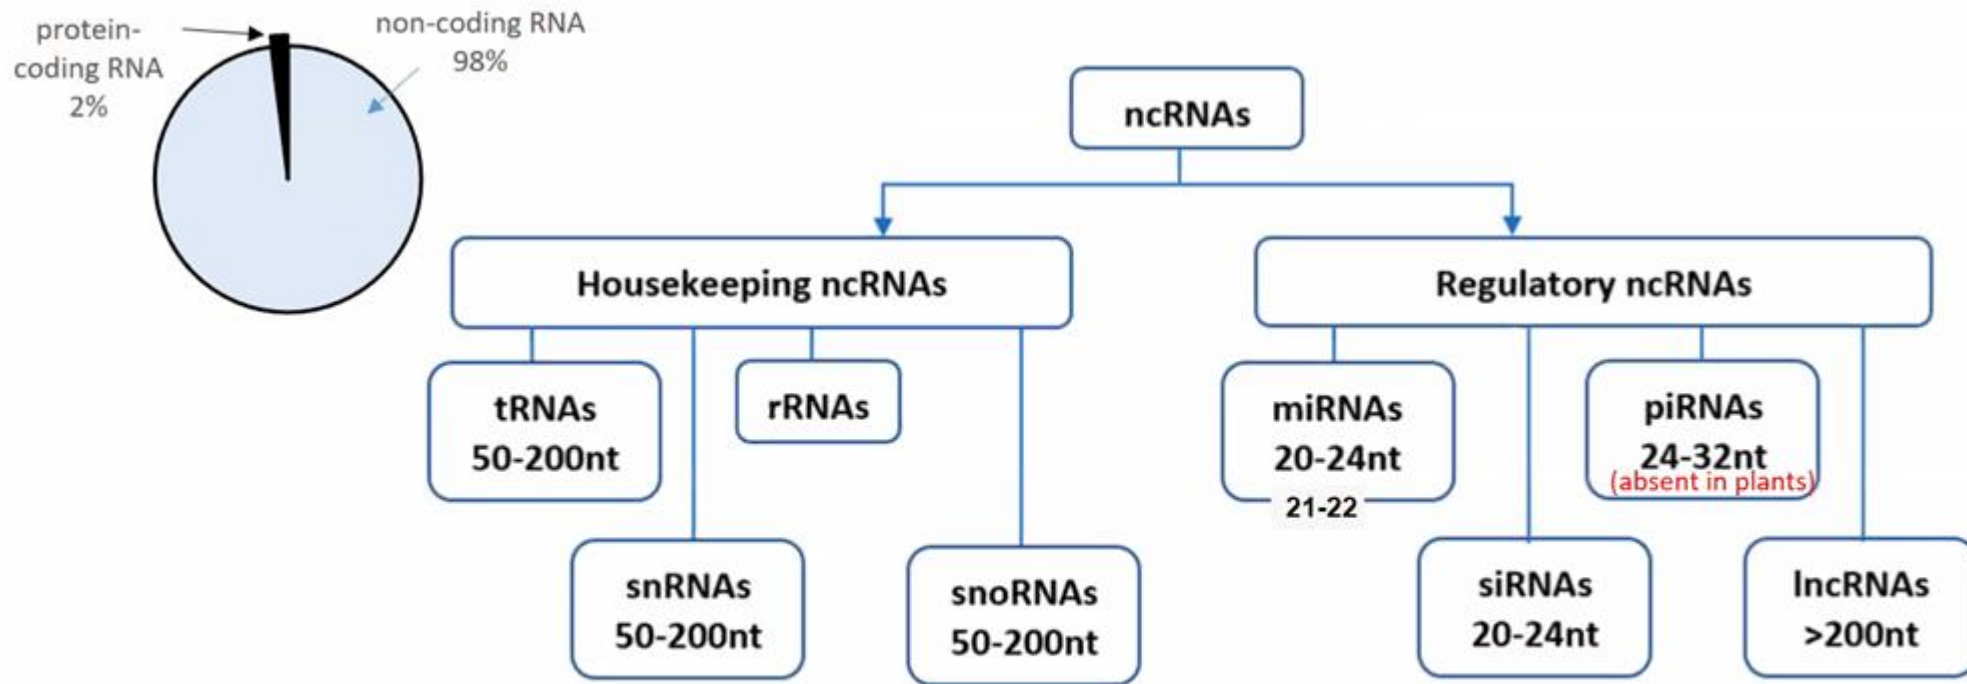 protein-
coding RNA
2%
non-coding RNA
98%
ncRNAs
Housekeeping ncRNAs
Regulatory ncRNAs
tRNAs
50-200nt
rRNAs
miRNAs
20-24nt
21-22
piRNAs
24-32nt
(absent in plants)
snRNAs
50-200nt
snoRNAs
50-200nt
siRNAs
20-24nt
lncRNAs
>200nt